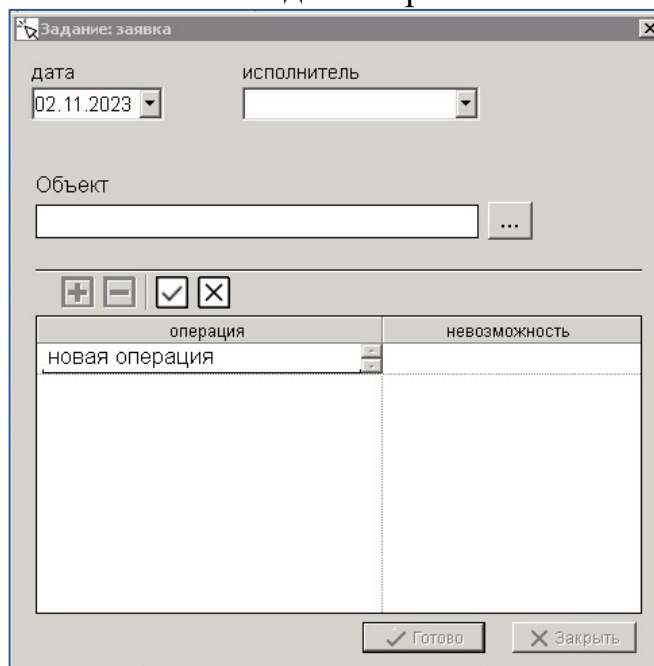 Задание: заявка
дата исполнитель
02.11.2023
Объект
...
операция невозможность
новая операция
Готово Закрыть